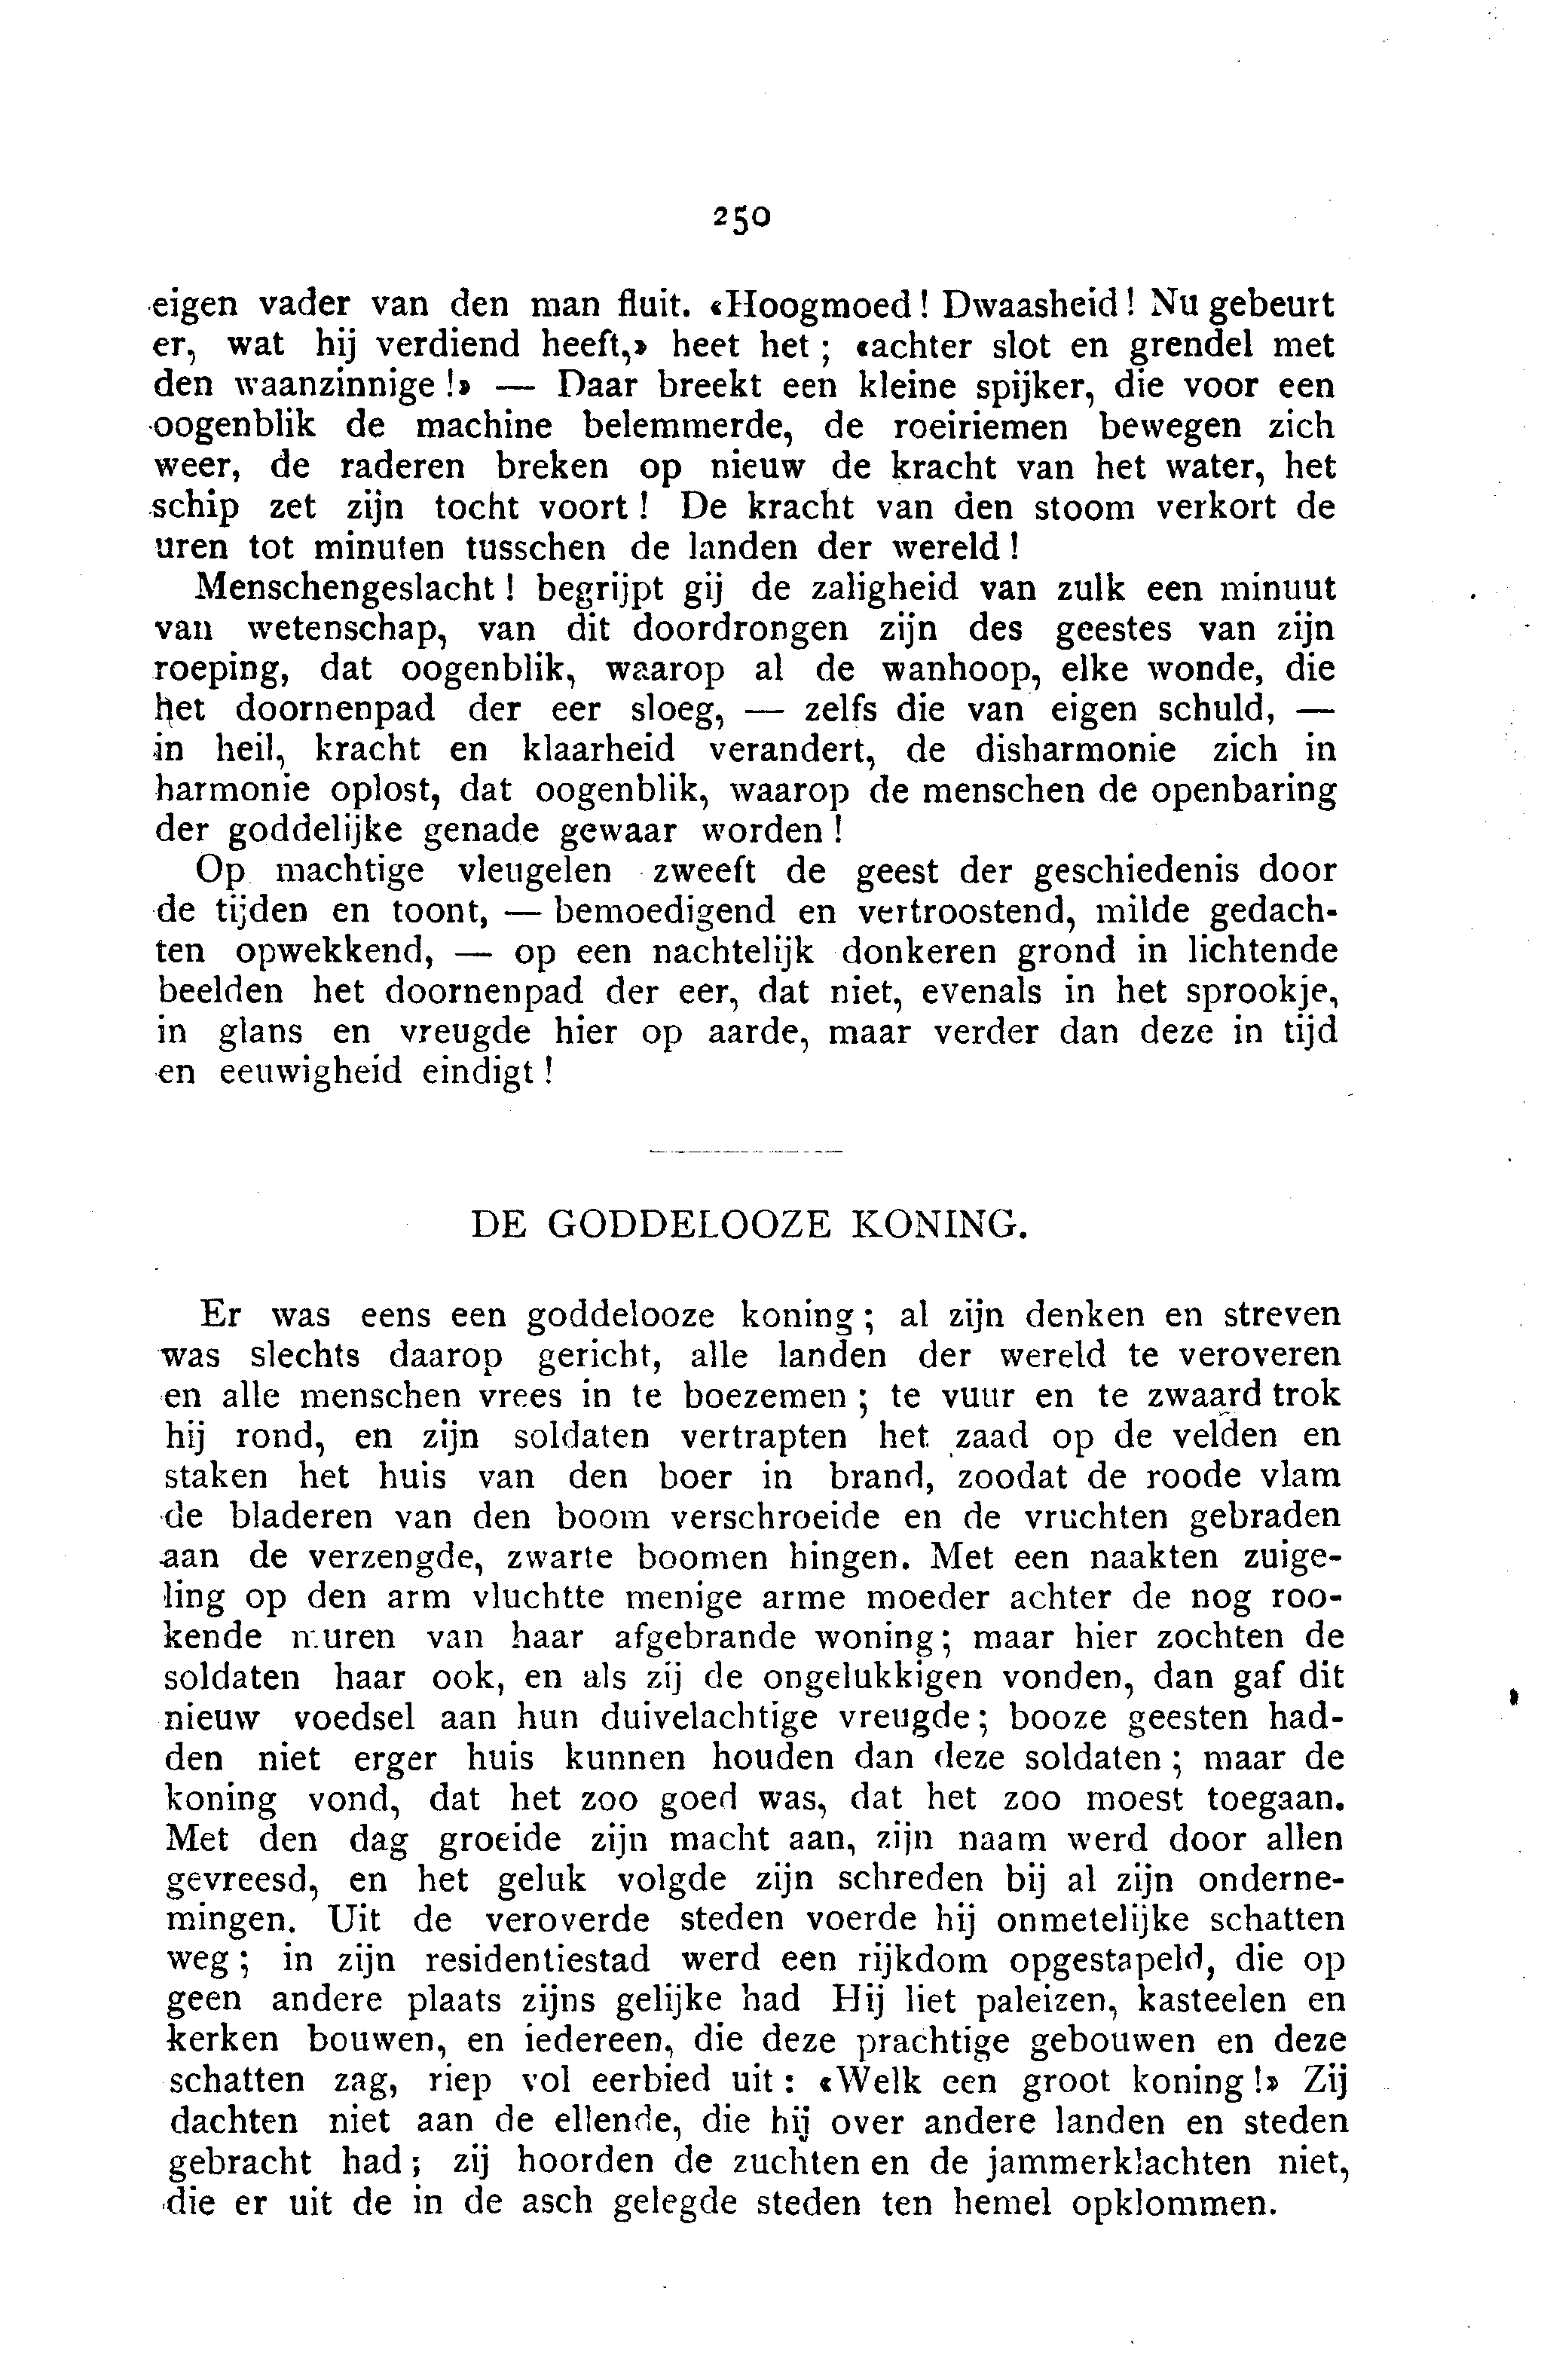 250
eigen vader van den man fluit. «Hoogmoed! Dwaasheid! Nu gebeurt
er, wat hij verdiend heeft,» heet het; «achter slot en grendel met
den waanzinnige!» — Daar breekt een kleine spijker, die voor een
oogenblik de machine belemmerde, de roeiriemen bewegen zich
weer, de raderen breken op nieuw de kracht van het water, het
schip zet zijn tocht voort! De kracht van den stoom verkort de
uren tot minuten tusschen de landen der wereld!
Menschengeslacht! begrijpt gij de zaligheid van zulk een minuut
van wetenschap, van dit doordrongen zijn des geestes van zijn
roeping, dat oogenblik, waarop al de wanhoop, elke wonde, die
het doornenpad der eer sloeg, — zelfs die van eigen schuld, —
in heil, kracht en klaarheid verandert, de disharmonie zich in
harmonie oplost, dat oogenblik, waarop de menschen de openbaring
der goddelijke genade gewaar worden!
Op machtige vleugelen zweeft de geest der geschiedenis door
de tijden en toont, — bemoedigend en vertroostend, milde gedach-
ten opwekkend, — op een nachtelijk donkeren grond in lichtende
beelden het doornenpad der eer, dat niet, evenals in het sprookje,
in glans en vreugde hier op aarde, maar verder dan deze in tijd
en eeuwigheid eindigt!
DE GODDELOOZE KONING.
Er was eens een goddelooze koning; al zijn denken en streven
was slechts daarop gericht, alle landen der wereld te veroveren
en alle menschen vrees in te boezemen; te vuur en te zwaard trok
hij rond, en zijn soldaten vertrapten het zaad op de velden en
staken het huis van den boer in brand, zoodat de roode vlam
de bladeren van den boom verschroeide en de vruchten gebraden
aan de verzengde, zwarte boomen hingen. Met een naakten zuige-
ling op den arm vluchtte menige arme moeder achter de nog roo-
kende muren van haar afgebrande woning; maar hier zochten de
soldaten haar ook, en als zij de ongelukkigen vonden, dan gaf dit
nieuw voedsel aan hun duivelachtige vreugde; booze geesten had-
den niet erger huis kunnen houden dan deze soldaten; maar de
koning vond, dat het zoo goed was, dat het zoo moest toegaan.
Met den dag groeide zijn macht aan, zijn naam werd door allen
gevreesd, en het geluk volgde zijn schreden bij al zijn onderne-
mingen. Uit de veroverde steden voerde hij onmetelijke schatten
weg; in zijn residentiestad werd een rijkdom opgestapeld, die op
geen andere plaats zijns gelijke had Hij liet paleizen, kasteelen en
kerken bouwen, en iedereen, die deze prachtige gebouwen en deze
schatten zag, riep vol eerbied uit: «Welk een groot koning!» Zij
dachten niet aan de ellende, die hij over andere landen en steden
gebracht had; zij hoorden de zuchten en de jammerklachten niet,
die er uit de in de asch gelegde steden ten hemel opklommen.